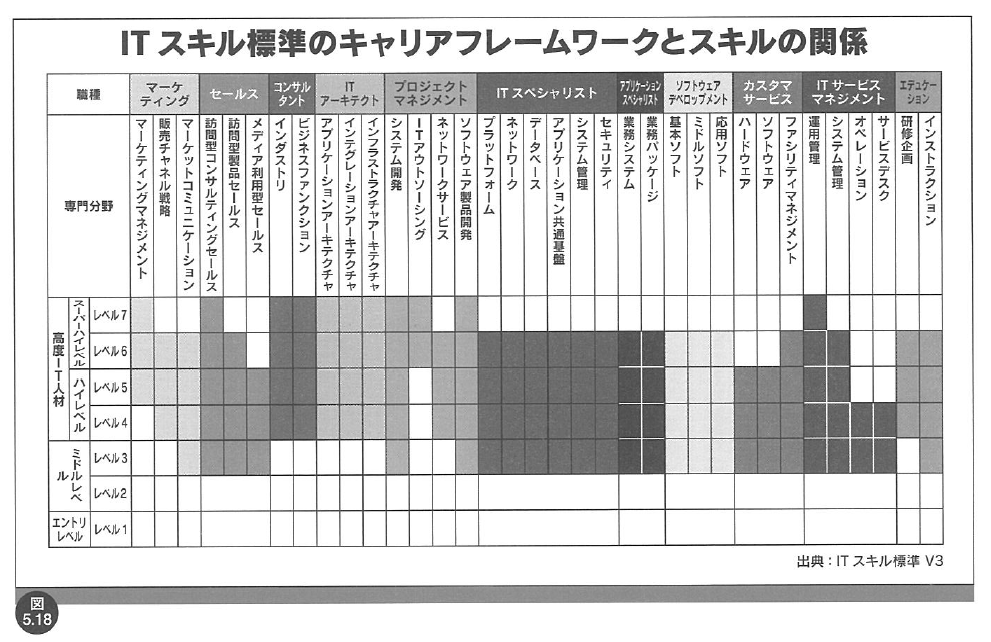 IT スキル標準のキャリアフレームワークとスキルの関係
職種
マーケ
ティング
セールス
コンサル
タント
IT
アーキテクト
プロジェクト
マネジメント
IT スペシャリスト
アプリケーション
スペシャリスト
ソフトウェア
デベロップメント
カスタマ
サービス
IT サービス
マネジメント
エデュケー
ション
専門分野
マーケティングマネジメント
販売チャネル戦略
マーケットコミュニケーション
訪問型コンサルティングセールス
訪問型製品セールス
メディア利用型セールス
インダストリ
ビジネスファンクション
アプリケーションアーキテクチャ
インテグレーションアーキテクチャ
インフラストラクチャアーキテクチャ
システム開発
ITアウトソーシング
ネットワークサービス
ソフトウェア製品開発
プラットフォーム
ネットワーク
データベース
アプリケーション共通基盤
システム管理
セキュリティ
業務システム
業務パッケージ
基本ソフト
ミドルソフト
応用ソフト
ハードウェア
ソフトウェア
ファシリティマネジメント
運用管理
システム管理
オペレーション
サービスデスク
研修企画
インストラクション
高度IT人材
スーパーハイレベル
レベル7
レベル6
ハイレベル
レベル5
レベル4
ミドルレベ
ル
レベル3
レベル2
エントリ
レベル
レベル1
出典：IT スキル標準 V3
図
5.18